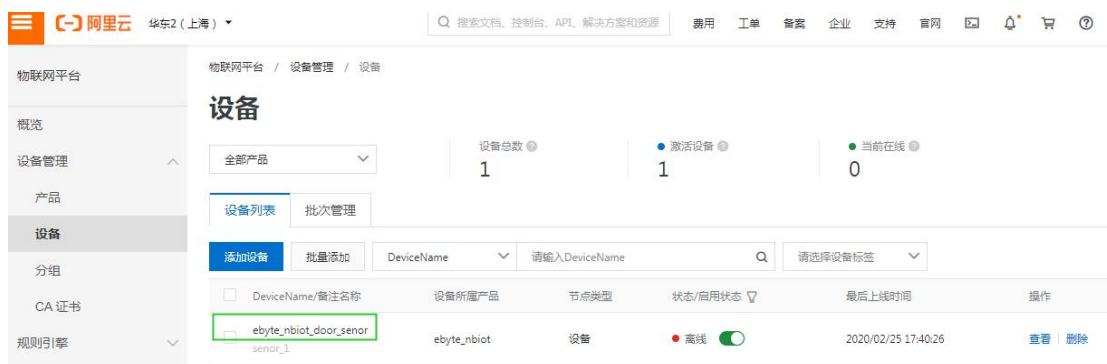 阿里云 华东2（上海） 搜索文档、控制台、API、解决方案和资源 费用 工单 备案 企业 支持 官网
物联网平台
物联网平台 / 设备管理 / 设备
设备
概览
设备管理
产品
设备
分组
CA 证书
规则引擎
全部产品
设备总数
1
激活设备
1
当前在线
0
设备列表 批次管理
添加设备 批量添加 DeviceName 请输入DeviceName 请选择设备标签
DeviceName/备注名称 设备所属产品 节点类型 状态/启用状态 最后上线时间 操作
ebyte_nbiot_door_senor ebyte_nbiot 设备 离线 2020/02/25 17:40:26 查看 删除
senor_1